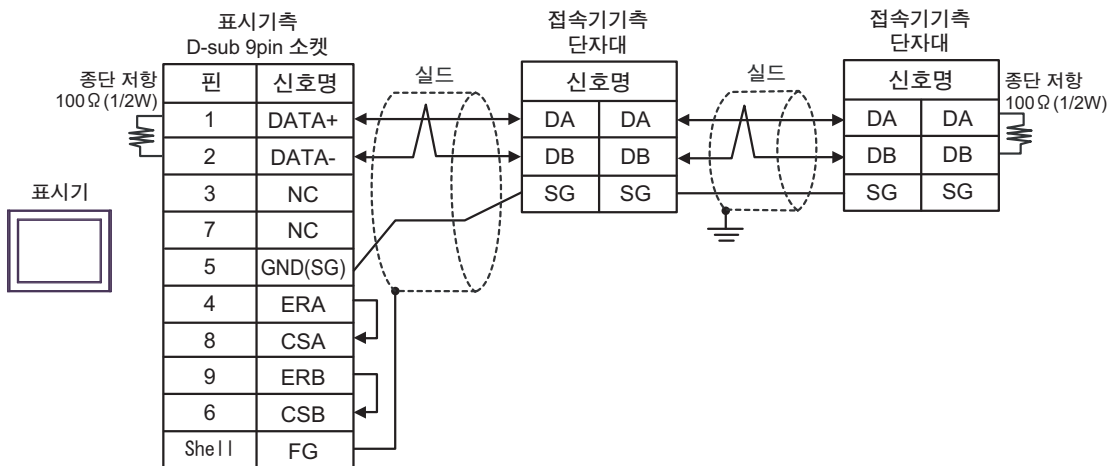 표시기측
D-sub 9pin 소켓
접속기기측
단자대
접속기기측
단자대
종단 저항
100Ω(1/2W)
핀 신호명
실드
신호명
실드
신호명
종단 저항
100Ω(1/2W)
1 DATA+
DA DA
DA DA
2 DATA-
DB DB
DB DB
표시기
3 NC
SG SG
SG SG
7 NC
5 GND(SG)
4 ERA
8 CSA
9 ERB
6 CSB
Shell FG